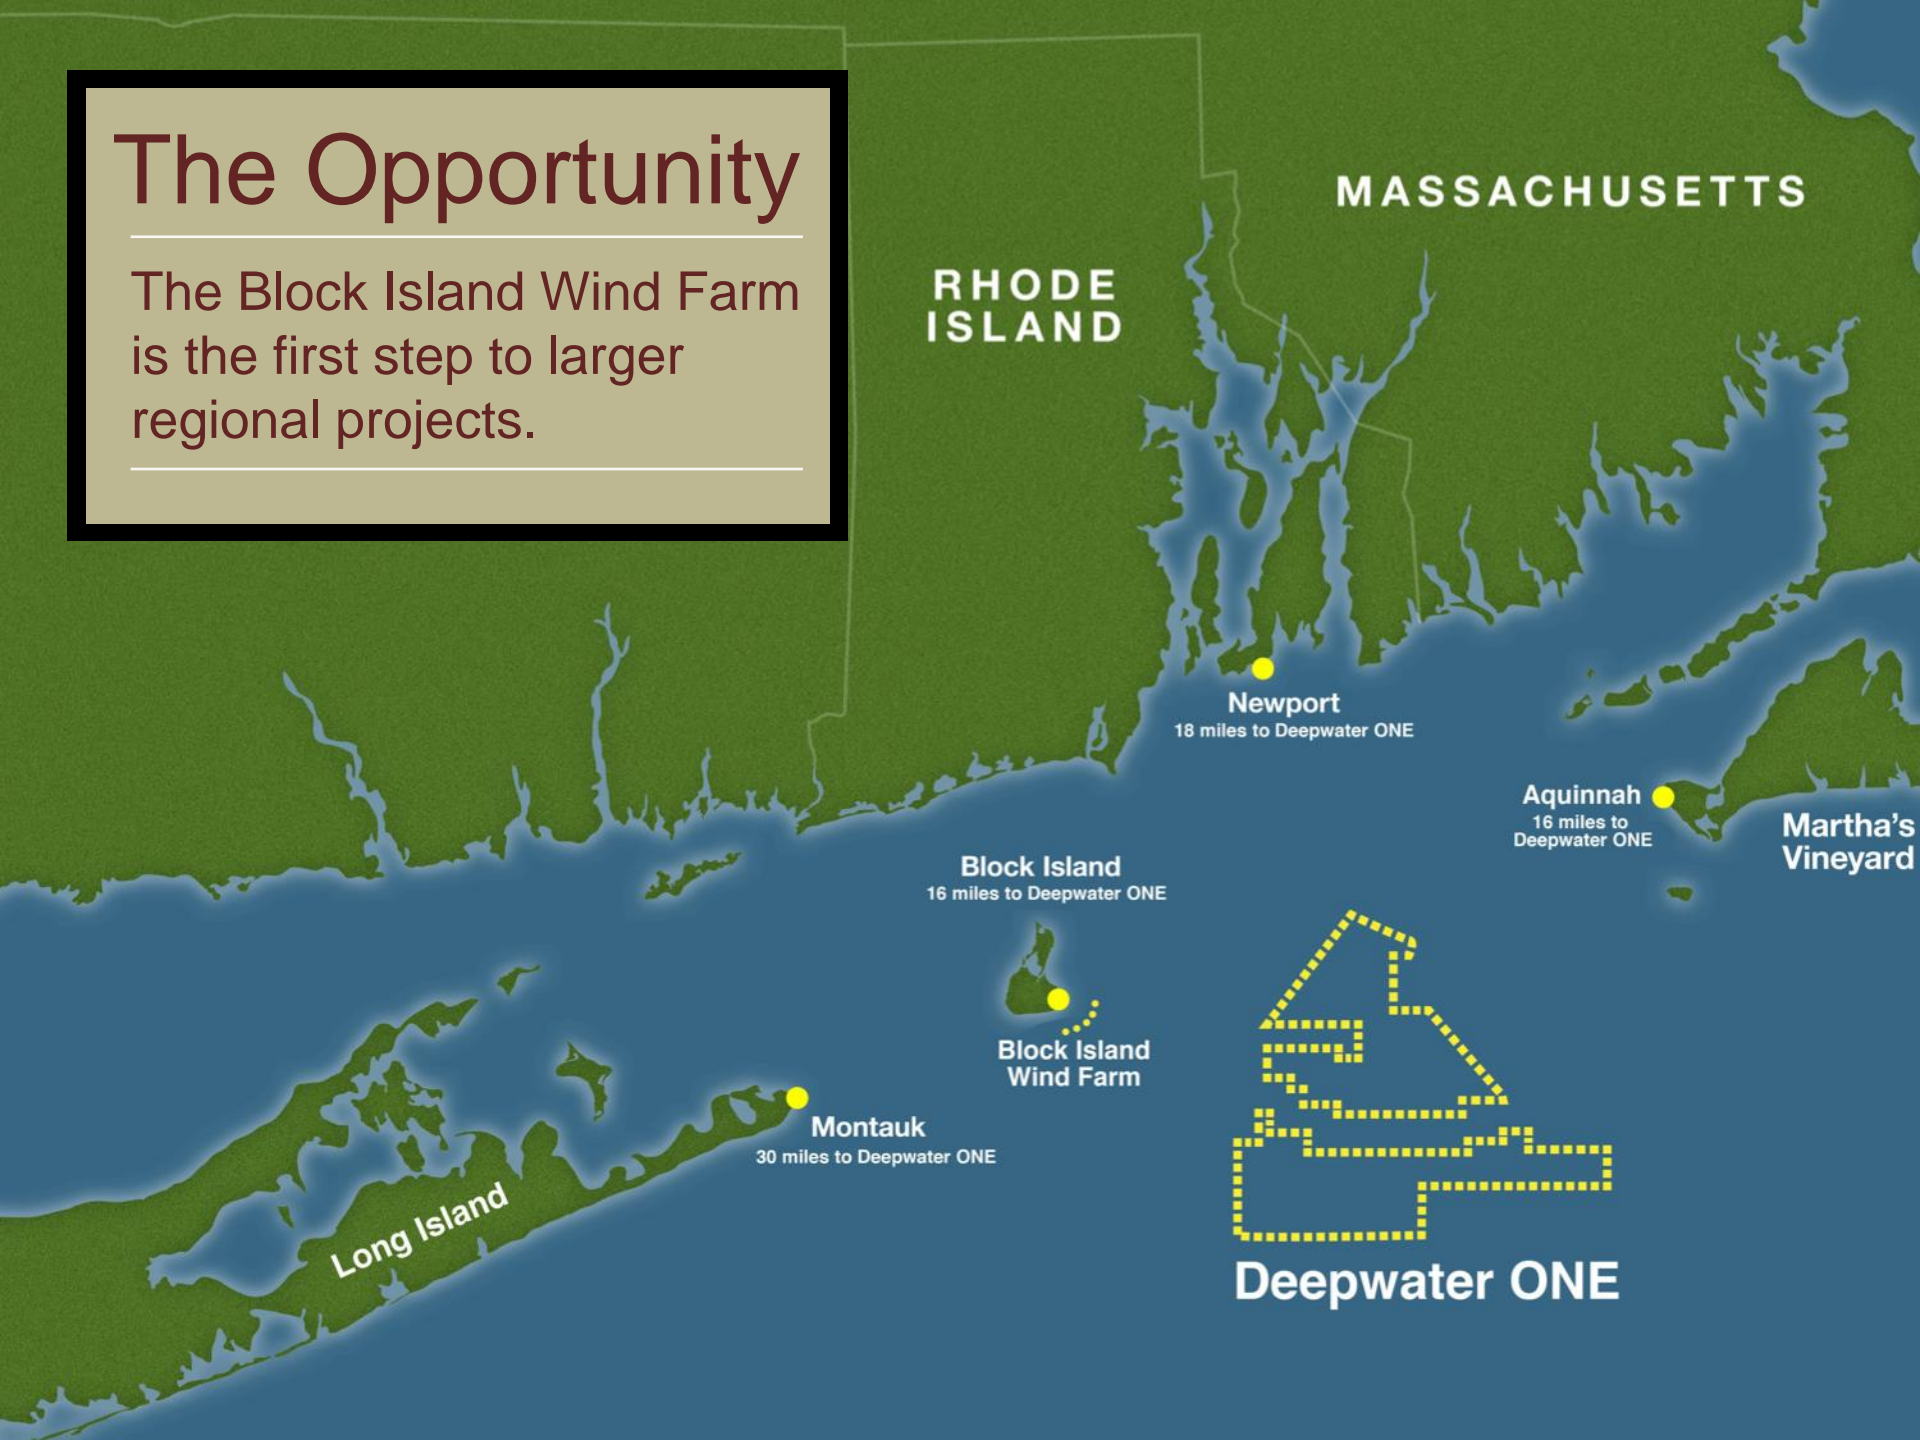 The Opportunity
The Block Island Wind Farm
is the first step to larger
regional projects.
MASSACHUSETTS
RHODE
ISLAND
Newport
18 miles to Deepwater ONE
Aquinnah
16 miles to
Deepwater ONE
Martha's
Vineyard
Block Island
16 miles to Deepwater ONE
Block Island
Wind Farm
Montauk
30 miles to Deepwater ONE
Long Island
Deepwater ONE